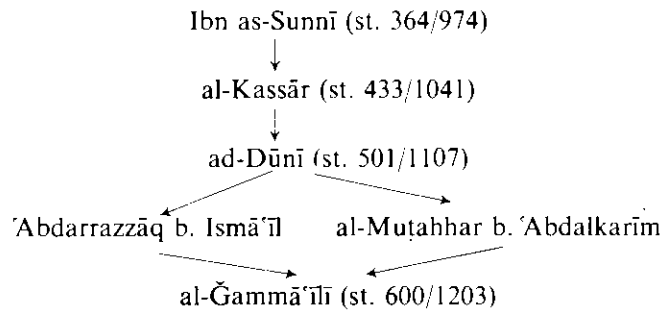 Ibn as-Sunnī (st. 364/974)
al-Kassār (st. 433/1041)
ad-Dūnī (st. 501/1107)
ʿAbdarrazzāq b. Ismāʿīl al-Muṭahhar b. ʿAbdalkarīm
al-Ǧammāʿīlī (st. 600/1203)